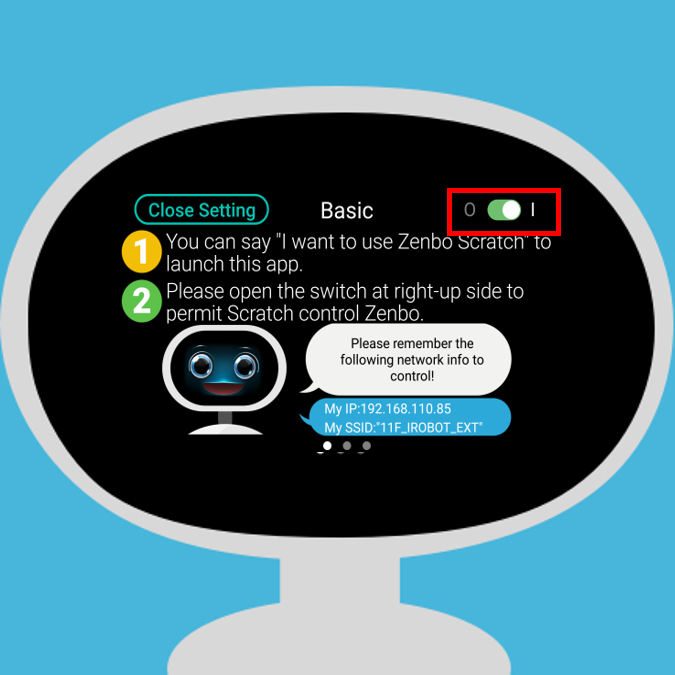 Close Setting
Basic
O
I
1
You can say "I want to use Zenbo Scratch" to
launch this app.
2
Please open the switch at right-up side to
permit Scratch control Zenbo.
Please remember the
following network info to
control!
My IP:192.168.110.85
My SSID:"11F_IROBOT_EXT"